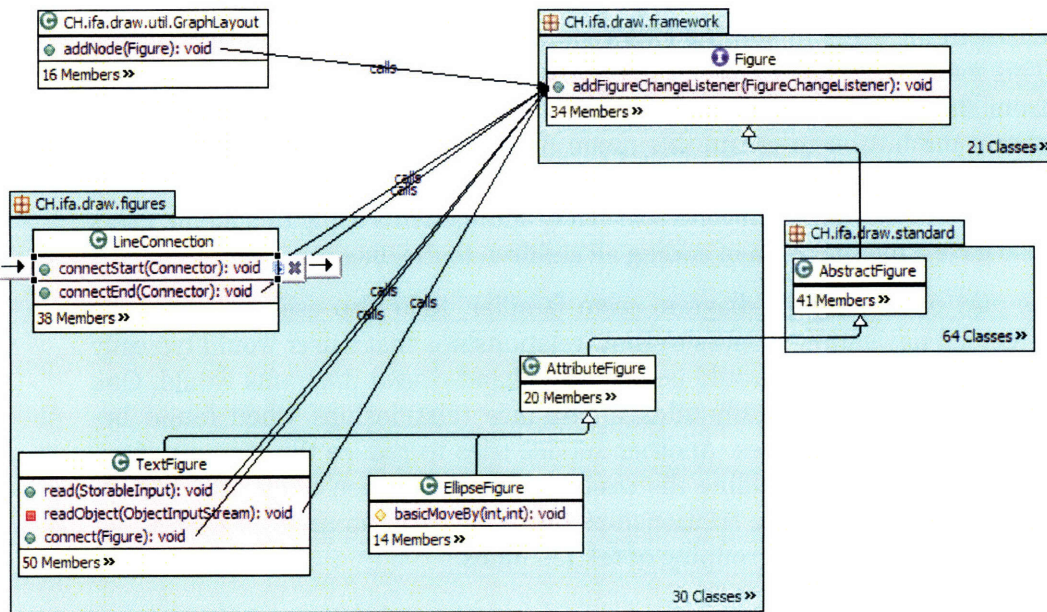 CH.ifa.draw.util.GraphLayout
addNode(Figure): void
16 Members »
calls
CH.ifa.draw.framework
Figure
addFigureChangeListener(FigureChangeListener): void
34 Members »
21 Classes »
calls
calls
CH.ifa.draw.figures
LineConnection
connectStart(Connector): void
connectEnd(Connector): void
38 Members »
CH.ifa.draw.standard
AbstractFigure
41 Members »
64 Classes »
calls
calls
calls
AttributeFigure
20 Members »
TextFigure
read(StorableInput): void
readObject(ObjectInputStream): void
connect(Figure): void
50 Members »
EllipseFigure
basicMoveBy(int,int): void
14 Members »
30 Classes »